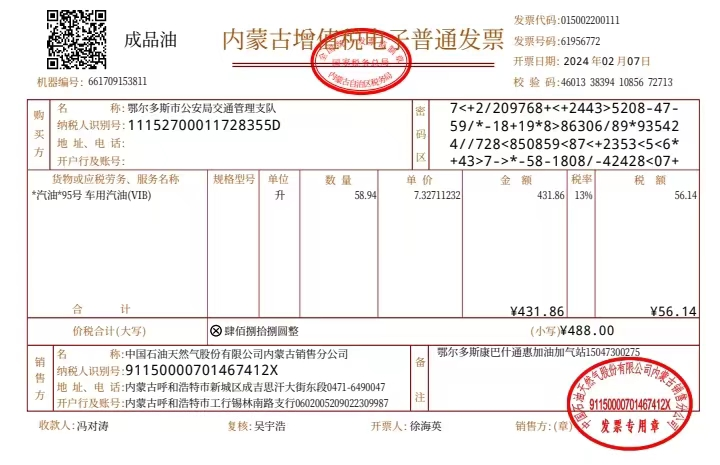 成品油
内蒙古增值税电子普通发票
国家税务总局
内蒙古自治区税务局
发票代码:015002200111
发票号码:61956772
开票日期:2024年02月07日
校 验 码:46013 38394 10856 72713
机器编号:661709153811
购买方
名 称:鄂尔多斯市公安局交通管理支队
纳税人识别号:11152700011728355D
地 址、电 话:
开户行及账号:
密码区
7<+2/209768+<+2443>5208-47-
59/*-18+19*8>86306/89*93542
4//728<850859<87<+2353<5<6*
+43>7->*-58-1808/-42428<07+
货物或应税劳务、服务名称 规格型号 单位 数 量 单 价 金 额 税率 税 额
*汽油*95号 车用汽油(VIB) 升 58.94 7.32711232 431.86 13% 56.14
合 计 ¥431.86 ¥56.14
价税合计(大写) ⊗肆佰捌拾捌圆整 (小写)¥488.00
销售方
名 称:中国石油天然气股份有限公司内蒙古销售分公司
纳税人识别号:91150000701467412X
地 址、电 话:内蒙古呼和浩特市新城区成吉思汗大街东段0471-6490047
开户行及账号:内蒙古呼和浩特市工行锡林南路支行0602005209022309987
备注
鄂尔多斯康巴什通惠加油加气站15047300275
中国石油天然气股份有限公司内蒙古销售分公司
91150000701467412X
发票专用章
收款人:冯对涛 复核:吴宇浩 开票人:徐海英 销售方:(章)